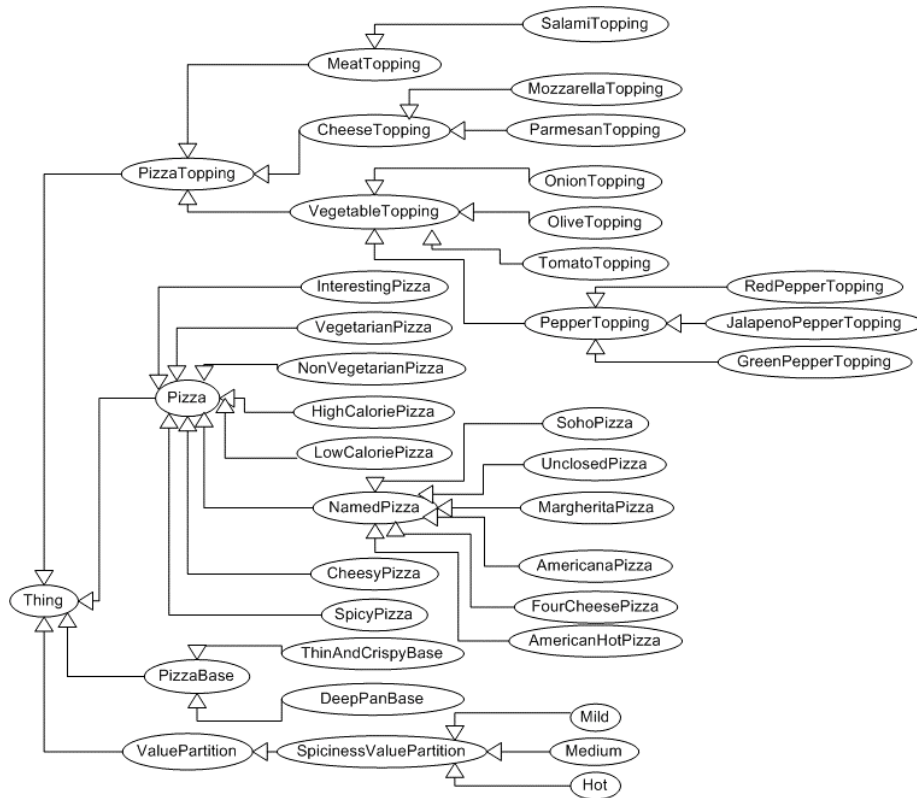 SalamiTopping
MeatTopping
MozzarellaTopping
CheeseTopping
ParmesanTopping
PizzaTopping
OnionTopping
VegetableTopping
OliveTopping
TomatoTopping
InterestingPizza
RedPepperTopping
VegetarianPizza
PepperTopping
JalapenoPepperTopping
NonVegetarianPizza
GreenPepperTopping
Pizza
HighCaloriePizza
SohoPizza
LowCaloriePizza
UnclosedPizza
NamedPizza
MargheritaPizza
CheesyPizza
AmericanaPizza
Thing
FourCheesePizza
SpicyPizza
AmericanHotPizza
ThinAndCrispyBase
PizzaBase
DeepPanBase
Mild
ValuePartition
SpicinessValuePartition
Medium
Hot